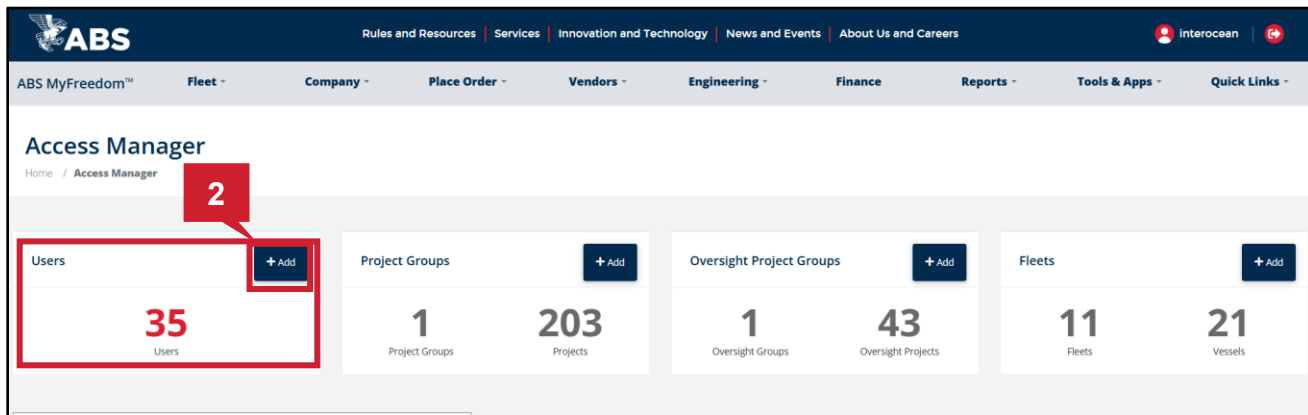 ABS
Rules and Resources | Services | Innovation and Technology | News and Events | About Us and Careers
interocean
ABS MyFreedom™ Fleet Company Place Order Vendors Engineering Finance Reports Tools & Apps Quick Links
Access Manager
Home / Access Manager
2
Users + Add
35
Users
Project Groups + Add
1 203
Project Groups Projects
Oversight Project Groups + Add
1 43
Oversight Groups Oversight Projects
Fleets + Add
11 21
Fleets Vessels